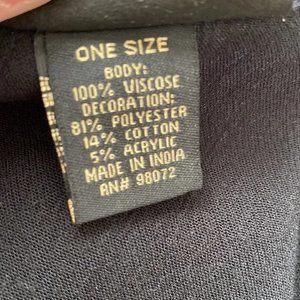 ONE SIZE
BODY:
100% VISCOSE
DECORATION:
81% POLYESTER
14% COTTON
5% ACRYLIC
MADE IN INDIA
RN# 98072